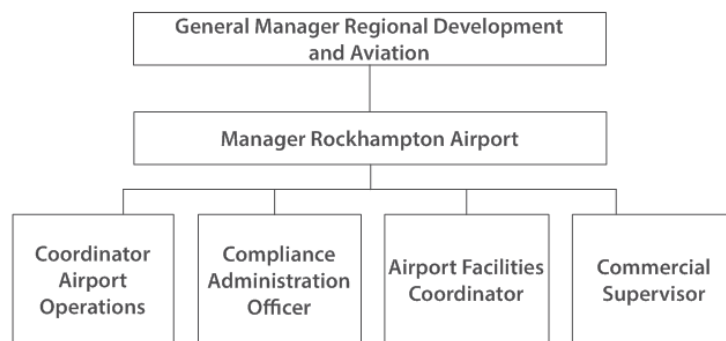 General Manager Regional Development
and Aviation
Manager Rockhampton Airport
Coordinator
Airport
Operations
Compliance
Administration
Officer
Airport Facilities
Coordinator
Commercial
Supervisor